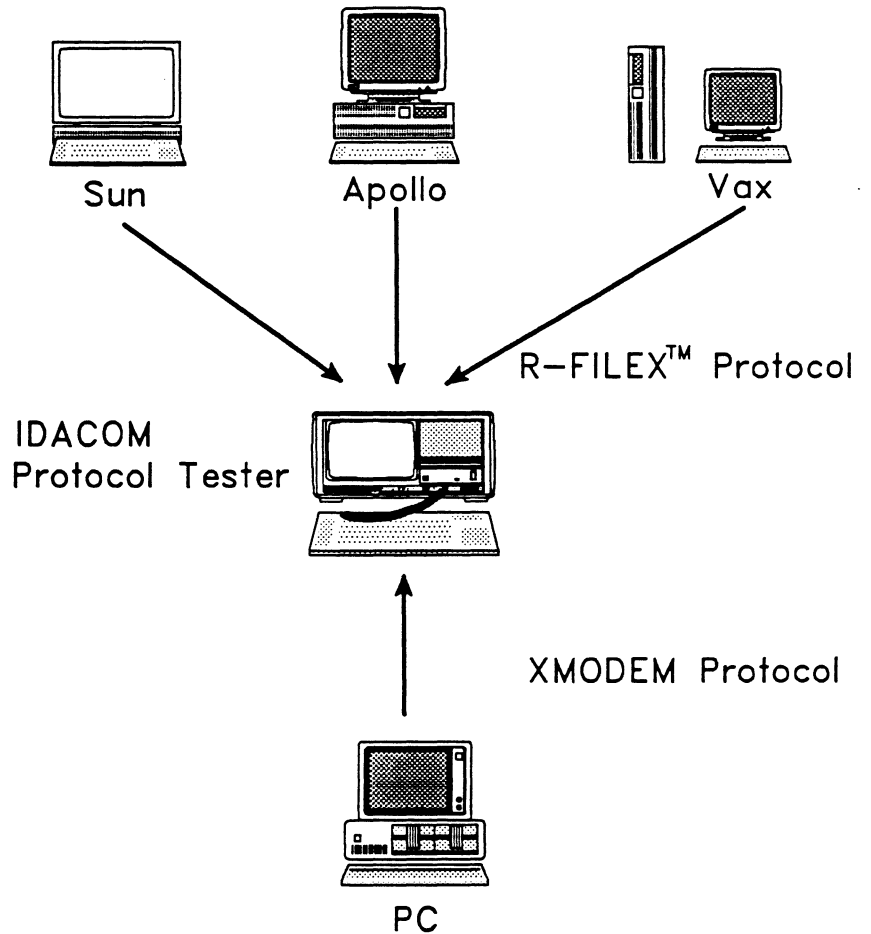 Sun
Apollo
Vax
R-FILEX™ Protocol
IDACOM
Protocol Tester
XMODEM Protocol
PC